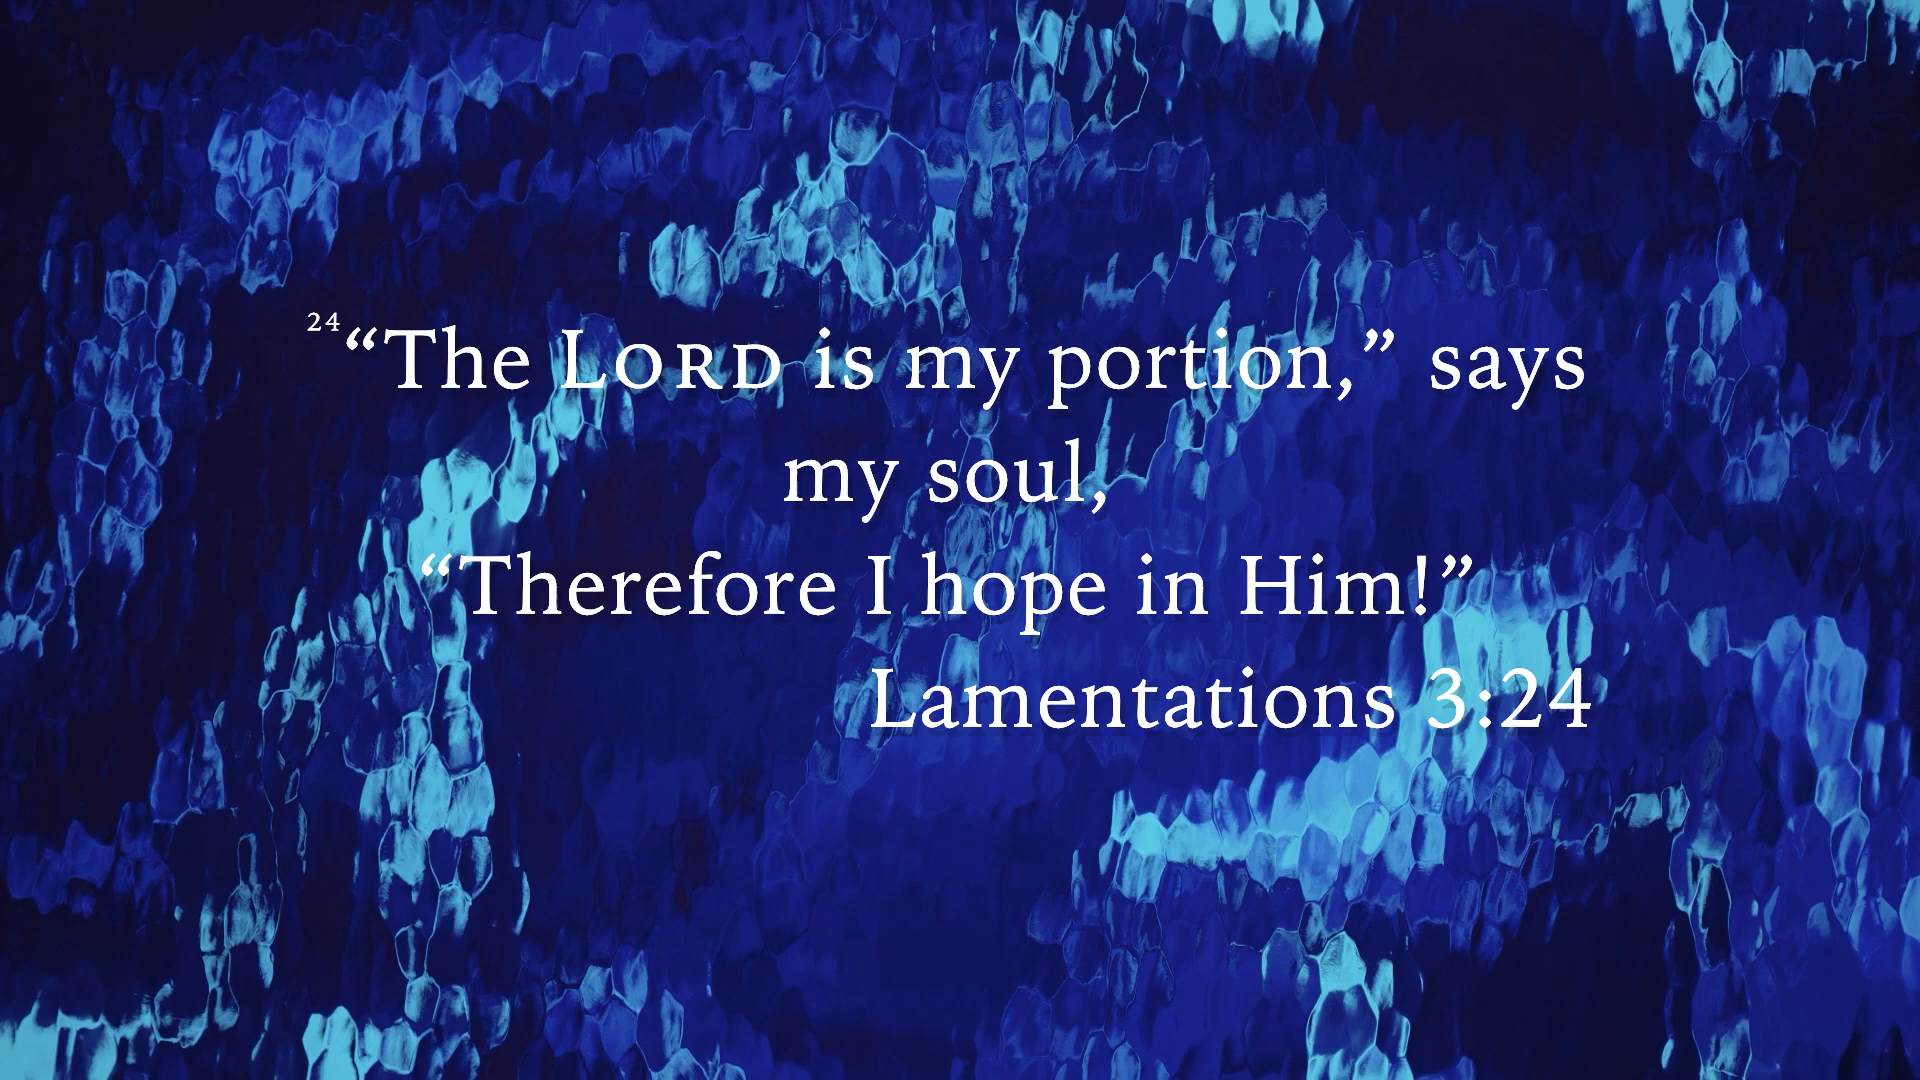 24“The LORD is my portion,” says
my soul,
“Therefore I hope in Him!”
Lamentations 3:24